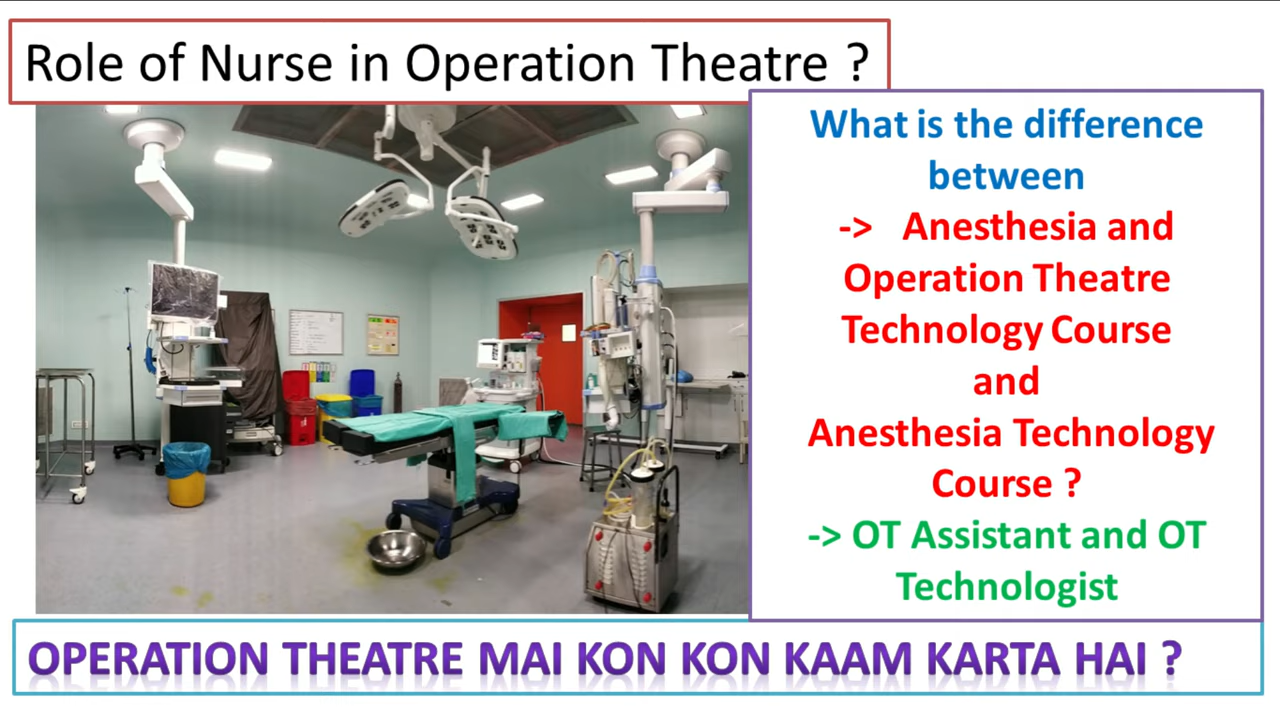 Role of Nurse in Operation Theatre ?
What is the difference
between
-> Anesthesia and
Operation Theatre
Technology Course
and
Anesthesia Technology
Course ?
-> OT Assistant and OT
Technologist
OPERATION THEATRE MAI KON KON KAAM KARTA HAI ?